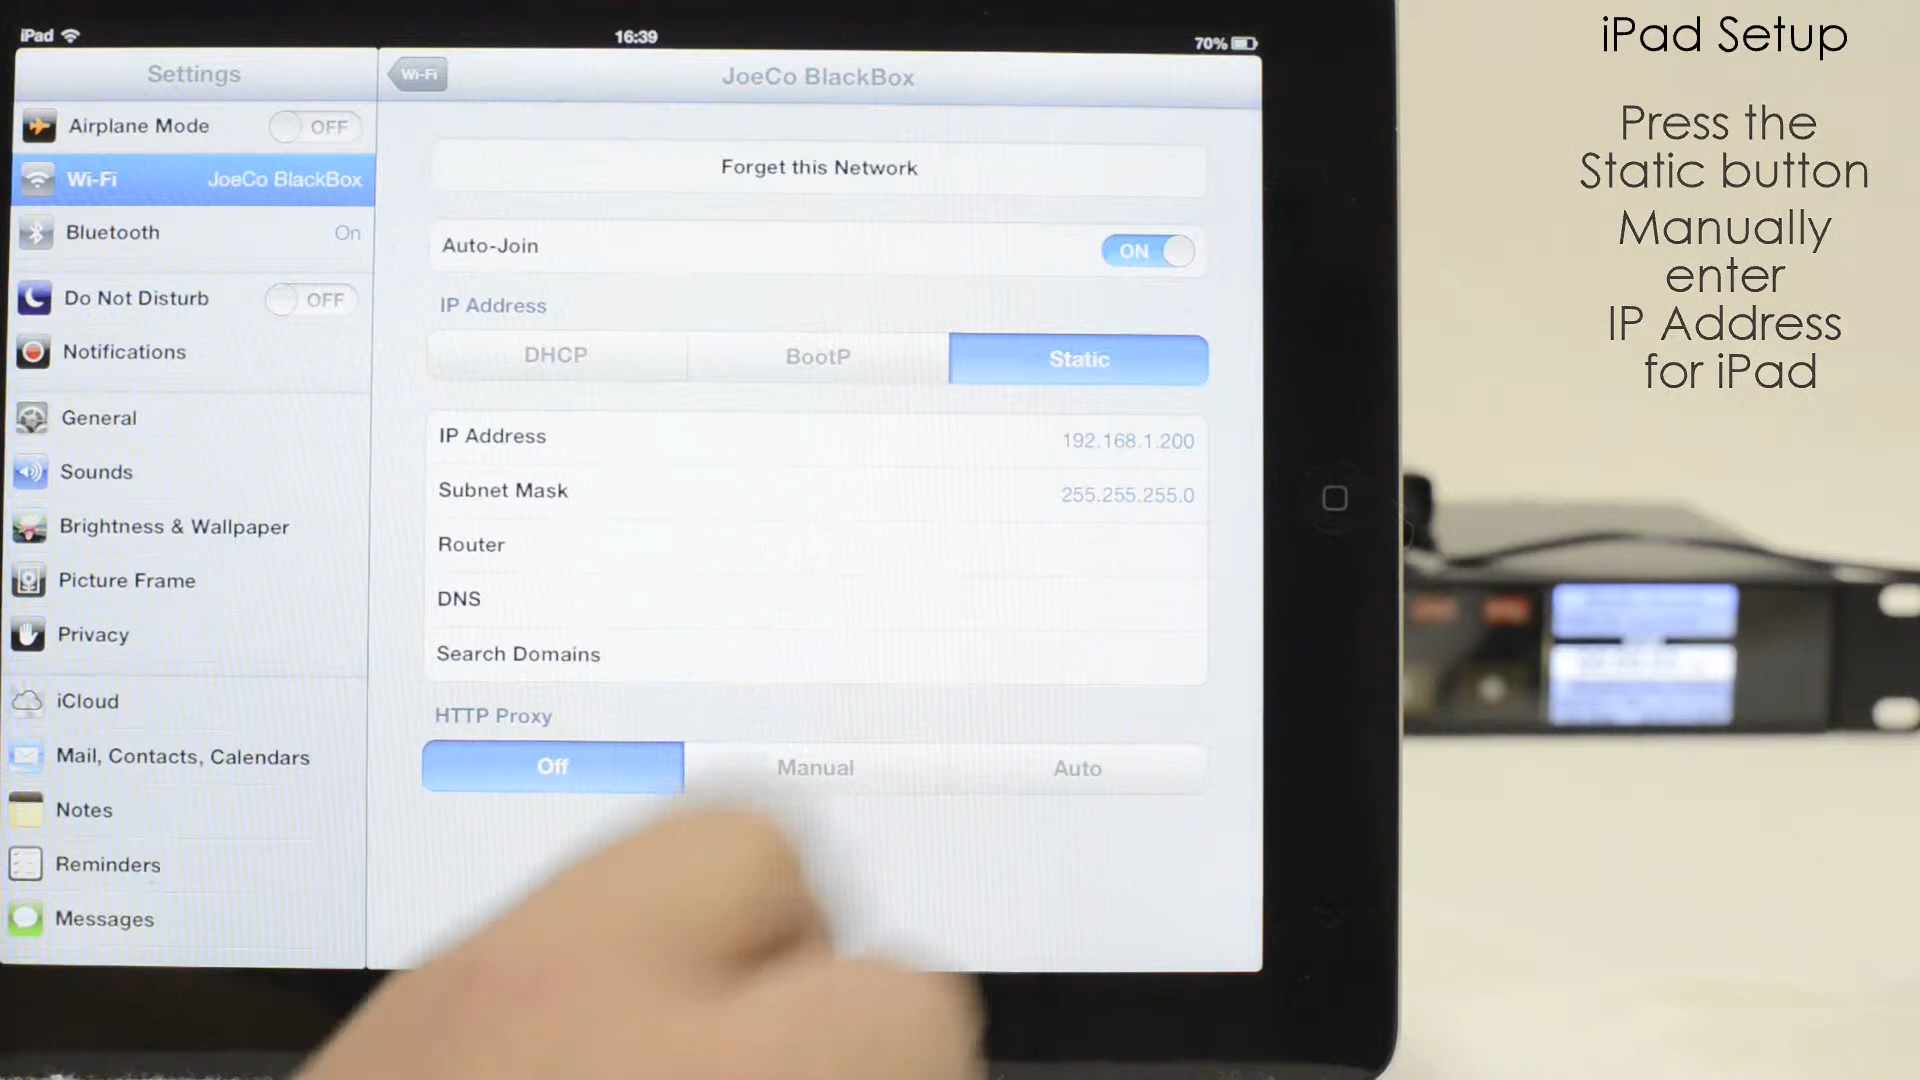 iPad
16:39
70%
Settings
Airplane Mode OFF
Wi-Fi JoeCo BlackBox
Bluetooth On
Do Not Disturb OFF
Notifications
General
Sounds
Brightness & Wallpaper
Picture Frame
Privacy
iCloud
Mail, Contacts, Calendars
Notes
Reminders
Messages
Wi-Fi
JoeCo BlackBox
Forget this Network
Auto-Join ON
IP Address
DHCP BootP Static
IP Address 192.168.1.200
Subnet Mask 255.255.255.0
Router
DNS
Search Domains
HTTP Proxy
Off Manual Auto
iPad Setup
Press the
Static button
Manually
enter
IP Address
for iPad